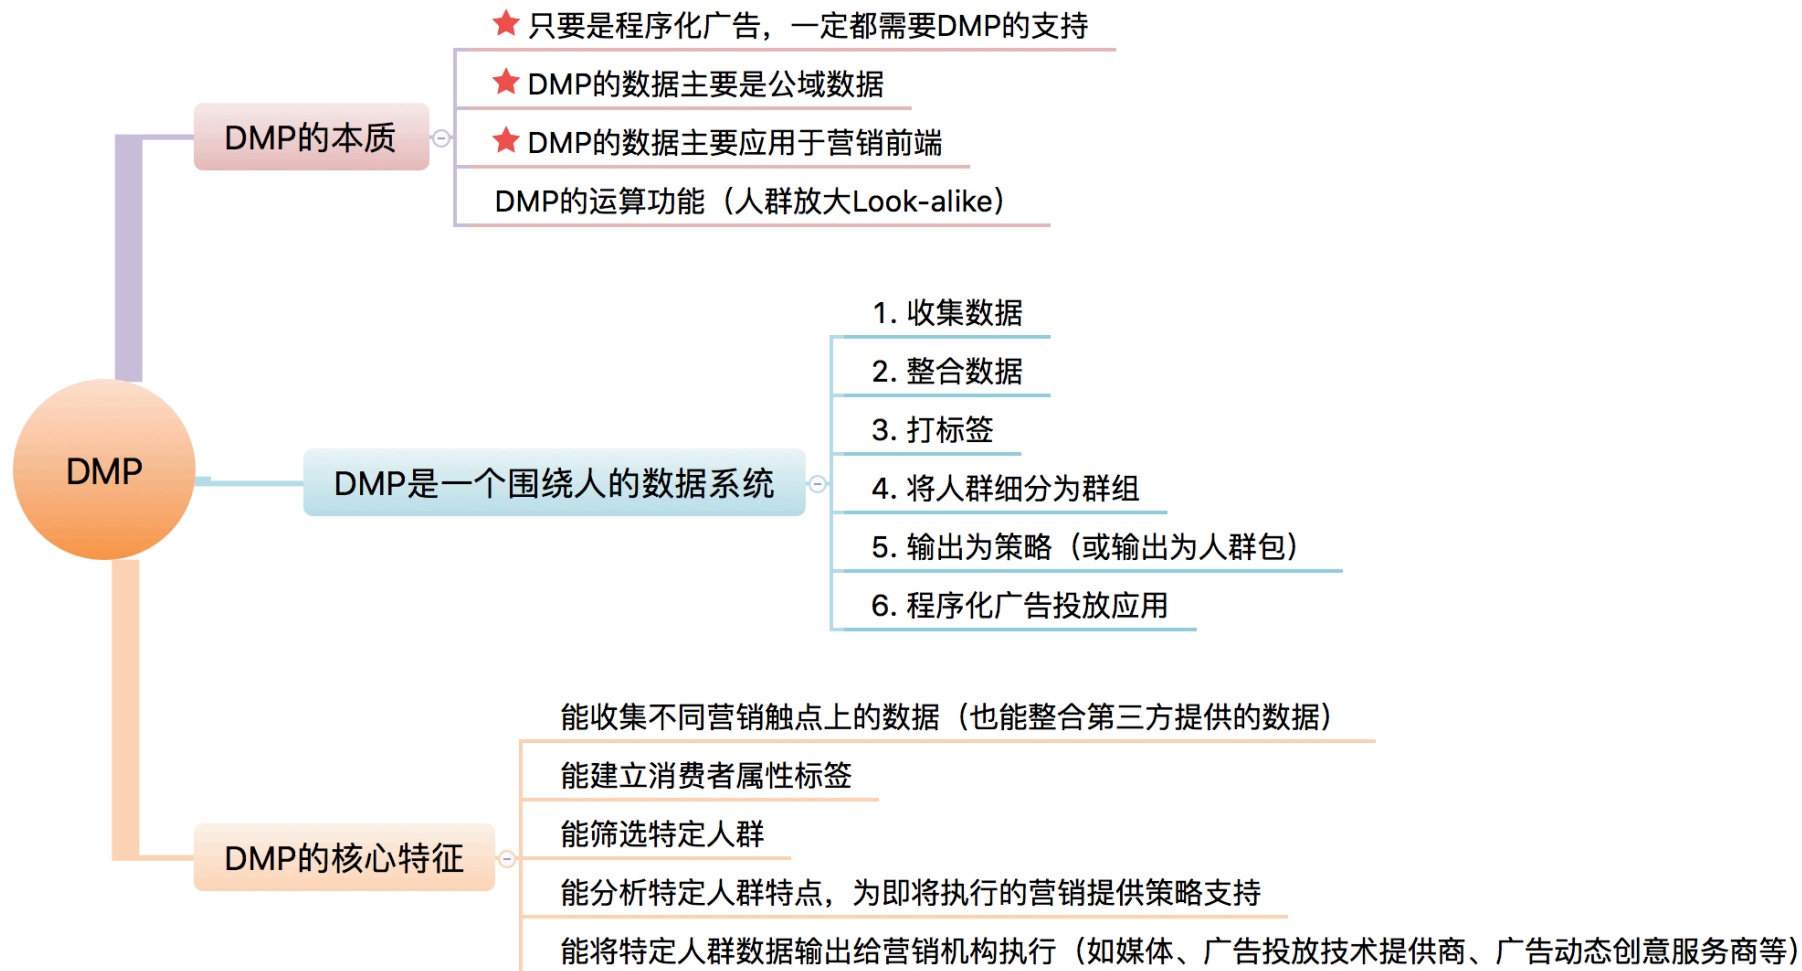 DMP
DMP的本质
只要是程序化广告，一定都需要DMP的支持
DMP的数据主要是公域数据
DMP的数据主要应用于营销前端
DMP的运算功能（人群放大Look-alike）
DMP是一个围绕人的数据系统
1. 收集数据
2. 整合数据
3. 打标签
4. 将人群细分为群组
5. 输出为策略（或输出为人群包）
6. 程序化广告投放应用
DMP的核心特征
能收集不同营销触点上的数据（也能整合第三方提供的数据）
能建立消费者属性标签
能筛选特定人群
能分析特定人群特点，为即将执行的营销提供策略支持
能将特定人群数据输出给营销机构执行（如媒体、广告投放技术提供商、广告动态创意服务商等）